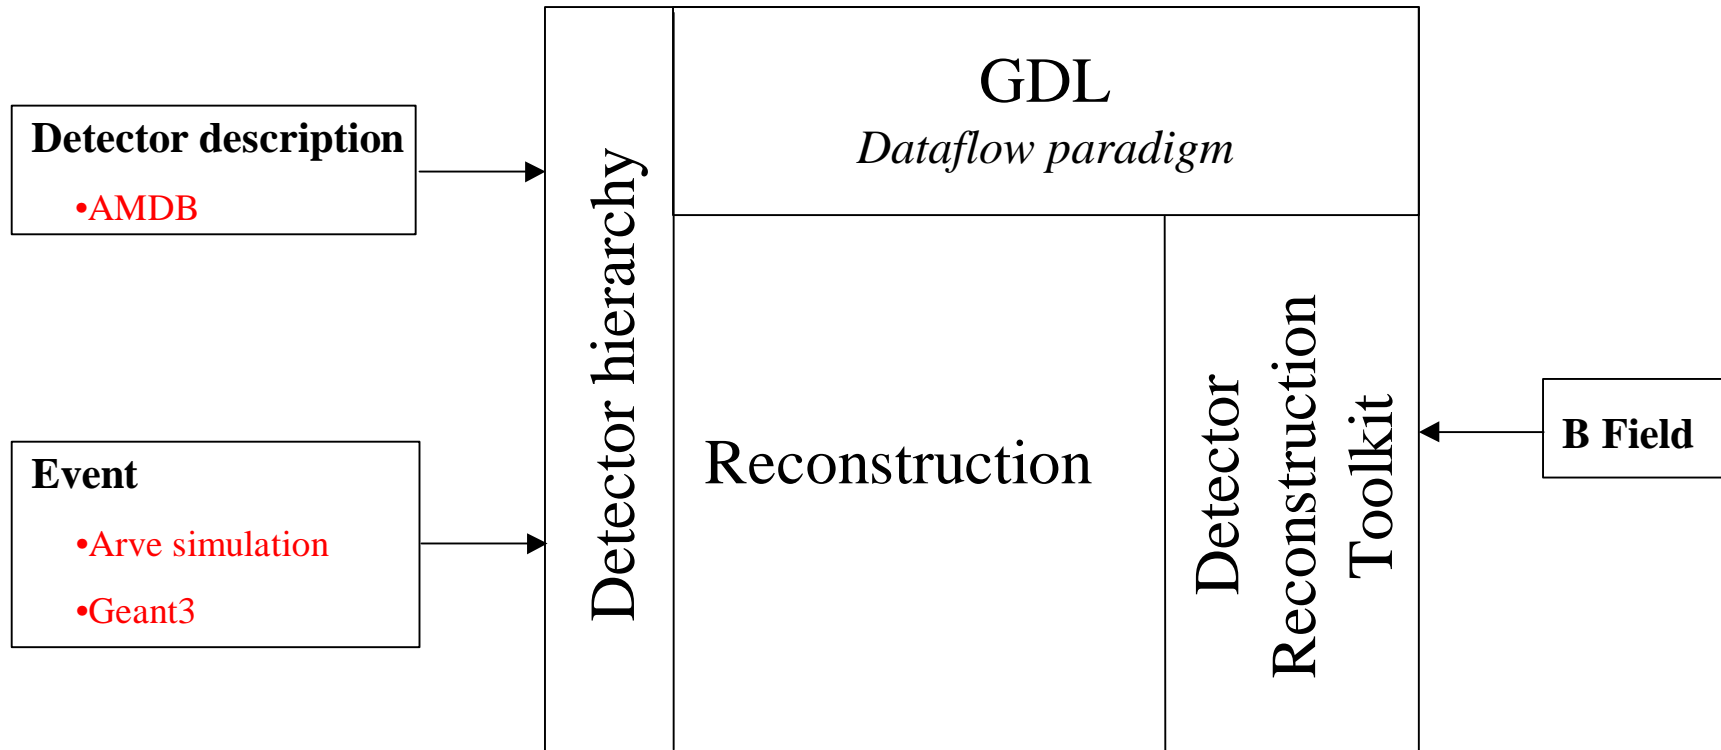 GDL
Dataflow paradigm
Detector description
•AMDB
Event
•Arve simulation
•Geant3
Detector hierarchy
Reconstruction
Detector
Reconstruction
Toolkit
B Field